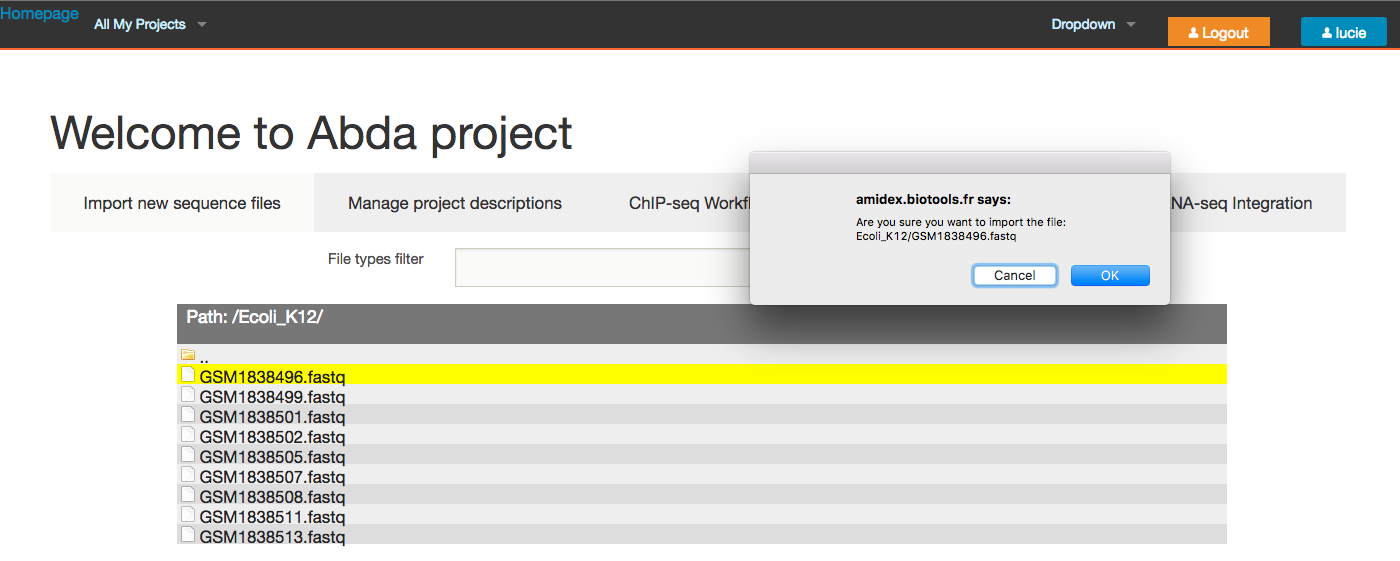 Homepage
All My Projects
Dropdown
Logout
lucie
Welcome to Abda project
Import new sequence files
Manage project descriptions
ChIP-seq
NA-seq Integration
amidex.biotools.fr says:
Are you sure you want to import the file:
Ecoli_K12/GSM1838496.fastq
Cancel
OK
File types filter
Path: /Ecoli_K12/
..
GSM1838496.fastq
GSM1838499.fastq
GSM1838501.fastq
GSM1838502.fastq
GSM1838505.fastq
GSM1838507.fastq
GSM1838508.fastq
GSM1838511.fastq
GSM1838513.fastq